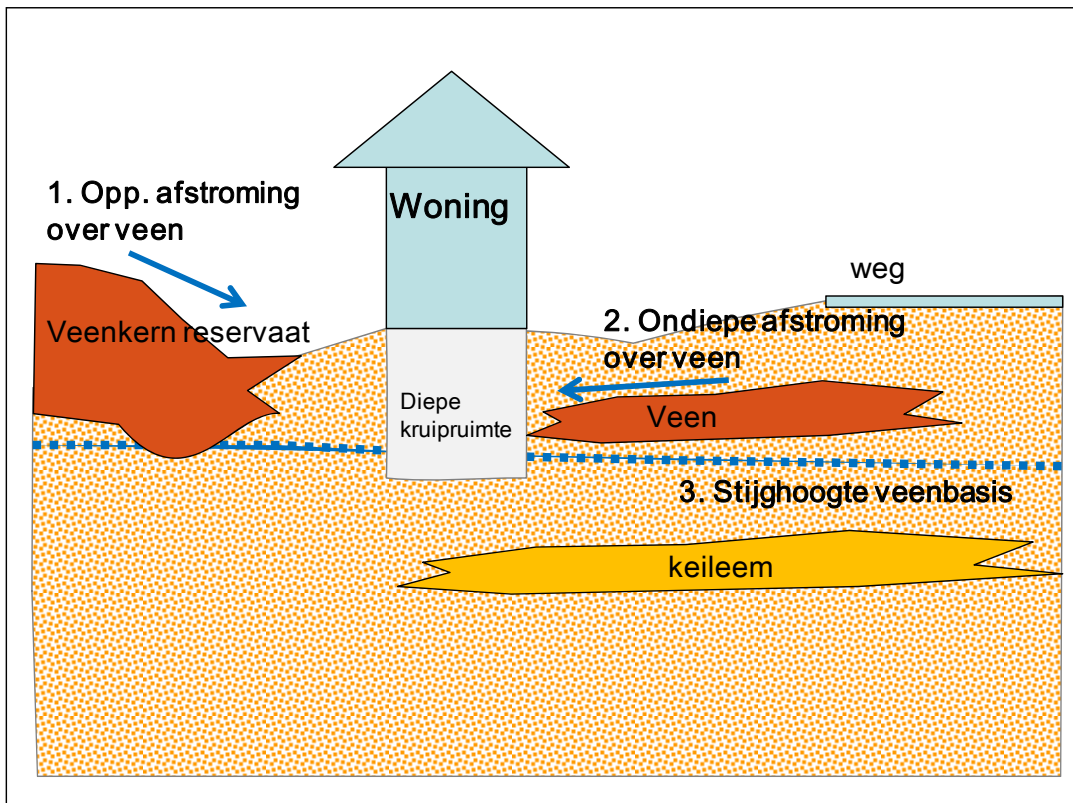 1. Opp. afstroming
over veen
Woning
weg
Veenkern reservaat
2. Ondiepe afstroming
over veen
Diepe
kruipruimte
Veen
3. Stijghoogte veenbasis
keileem